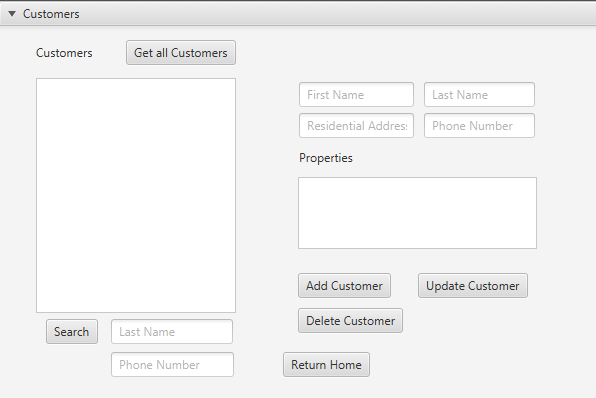 Customers
Customers
Get all Customers
First Name
Last Name
Residential Address
Phone Number
Properties
Add Customer
Update Customer
Delete Customer
Search
Last Name
Phone Number
Return Home